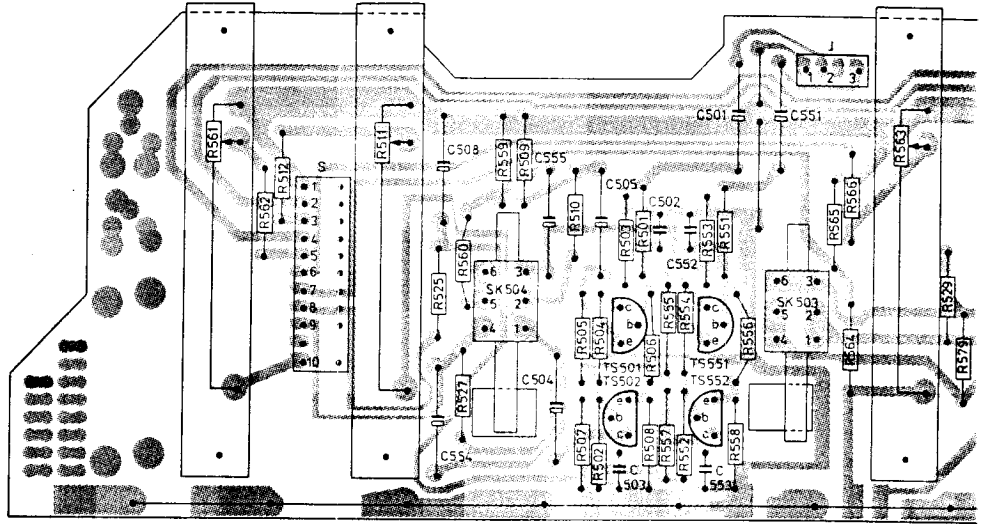 J
1 2 3
C501
C551
R561
R511
R563
C508
R559
R509
C555
R512
S
R562
1
2
3
4
5
6
7
8
9
10
R566
R565
C505
R510
C502
R503
R501
R553
R551
C552
R560
R525
6 3
SK504
5 2
4 1
6 3
SK503
5 2
4 1
R529
R505
R504
c
b
e
R506
R555
R554
c
b
e
R556
R564
R579
TS501
TS551
TS502
TS552
R527
C504
e
b
c
e
b
c
R507
R502
R508
R557
R552
R558
C554
C
503
C
553